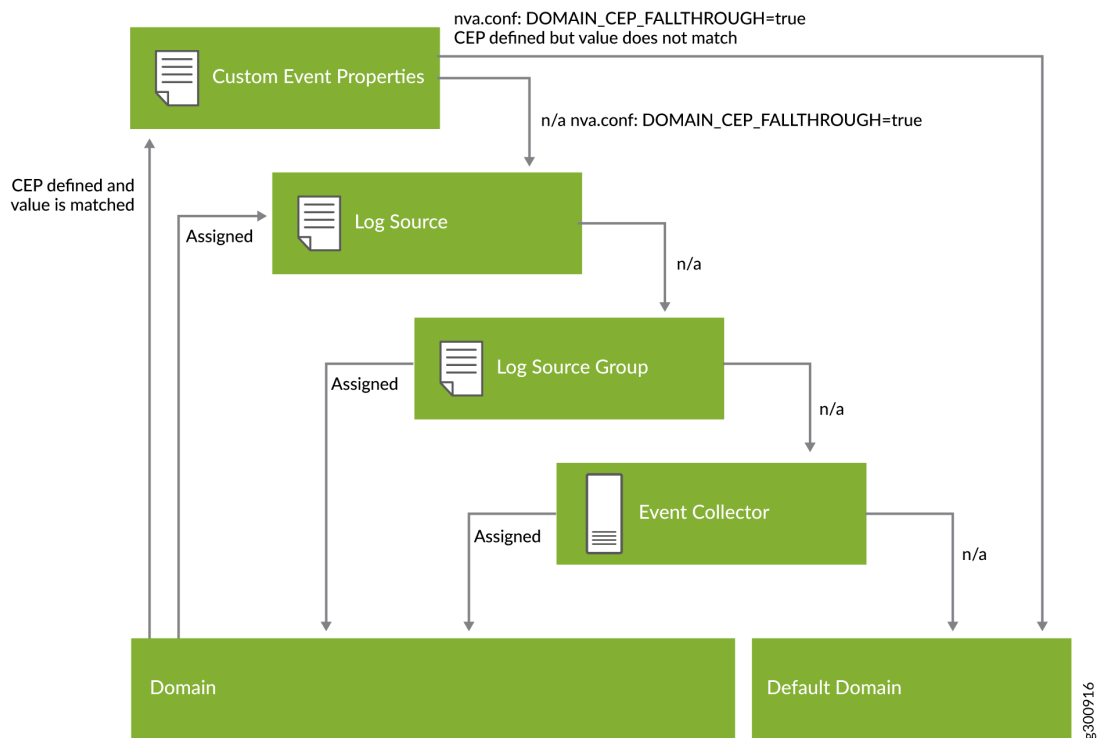 nva.conf: DOMAIN_CEP_FALLTHROUGH=true
CEP defined but value does not match
Custom Event Properties
n/a nva.conf: DOMAIN_CEP_FALLTHROUGH=true
CEP defined and
value is matched
Log Source
Assigned
n/a
Log Source Group
Assigned
n/a
Event Collector
Assigned
n/a
Domain
Default Domain
g300916